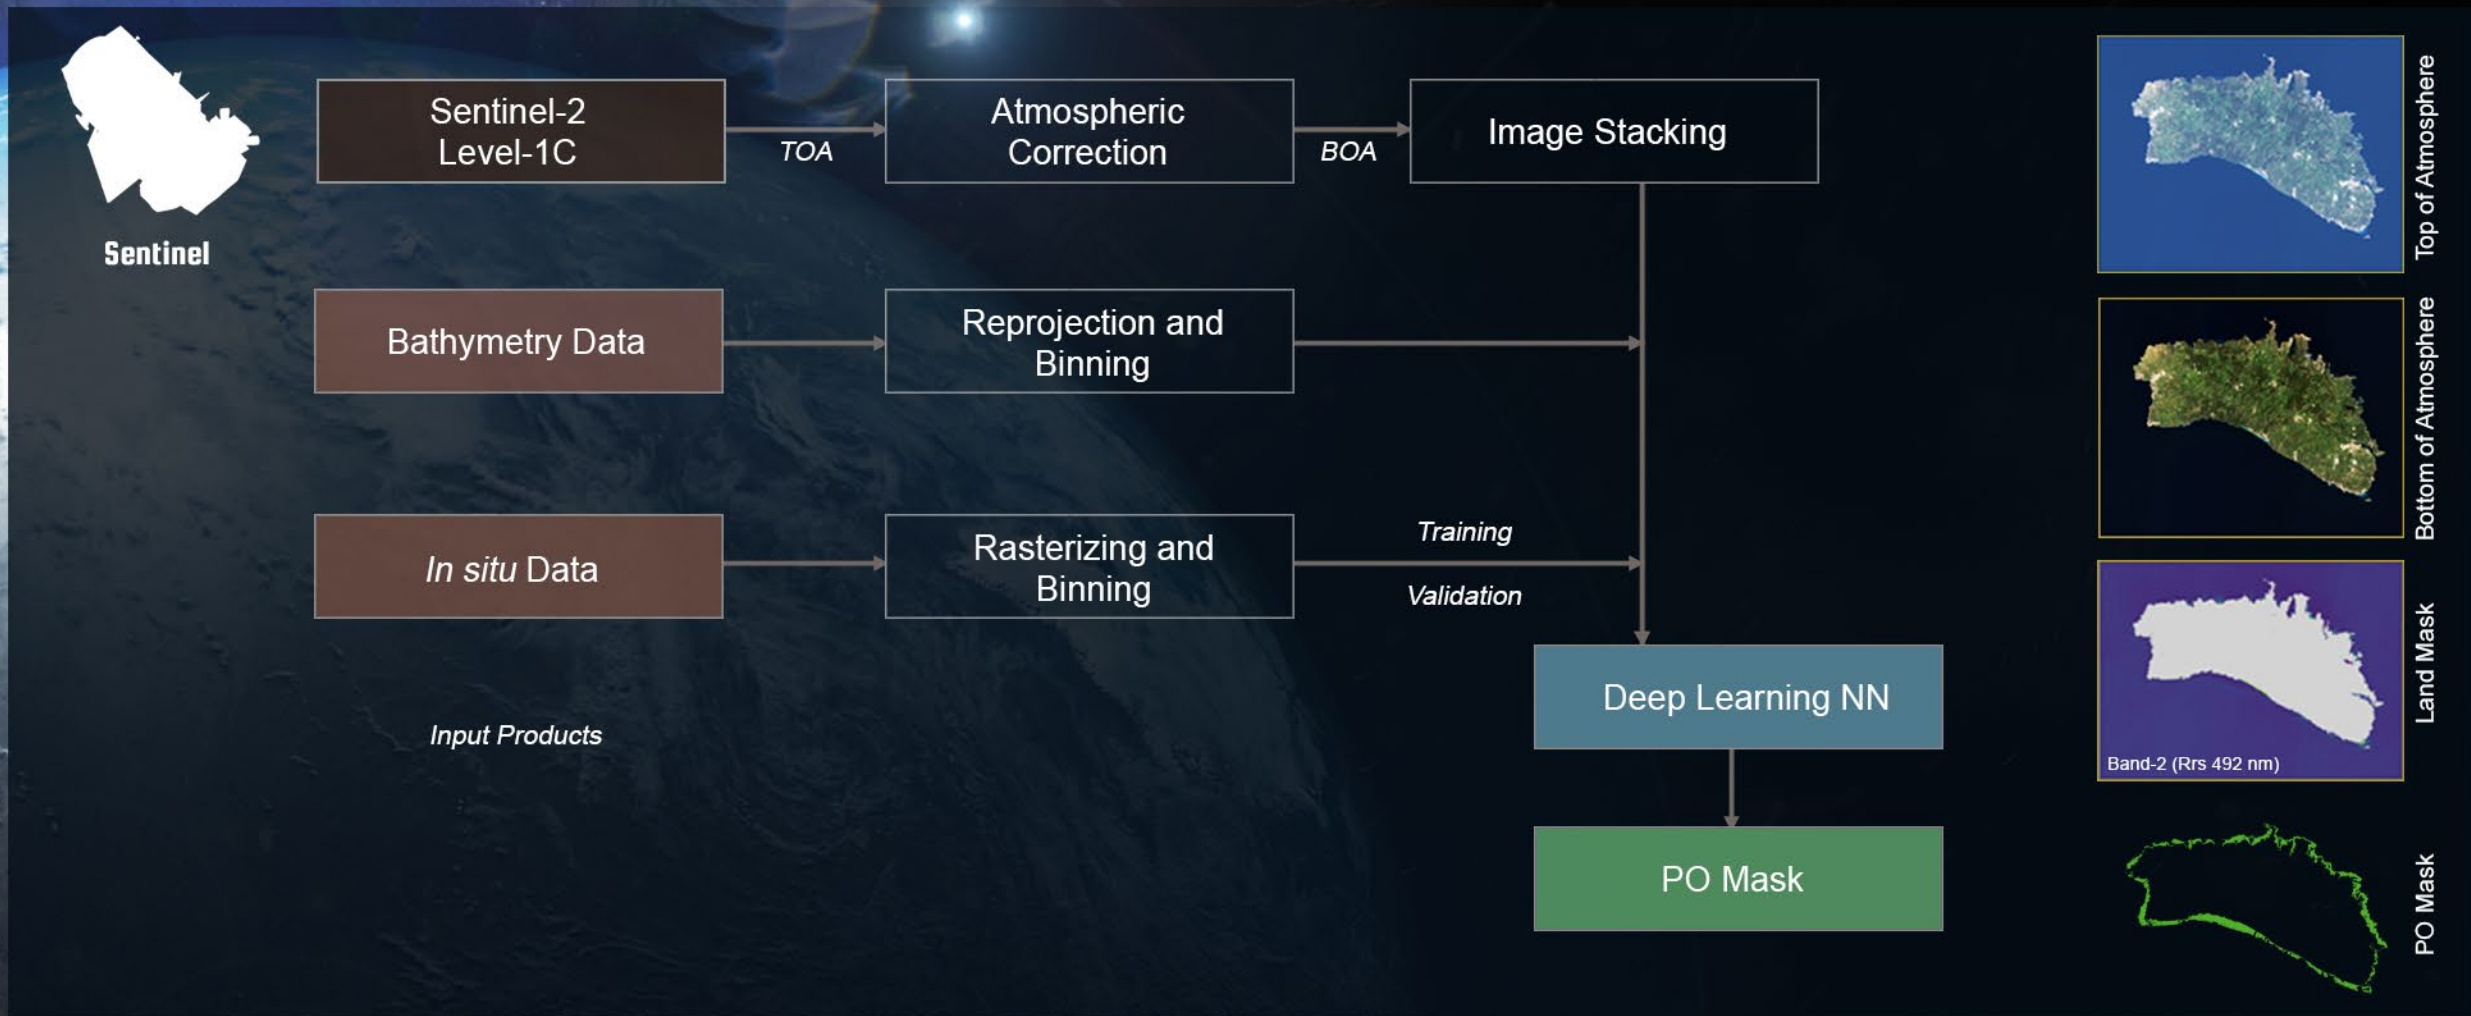 Sentinel
Sentinel-2
Level-1C
TOA
Atmospheric
Correction
BOA
Image Stacking
Bathymetry Data
Reprojection and
Binning
In situ Data
Rasterizing and
Binning
Training
Validation
Input Products
Deep Learning NN
PO Mask
Top of Atmosphere
Bottom of Atmosphere
Land Mask
Band-2 (Rrs 492 nm)
PO Mask